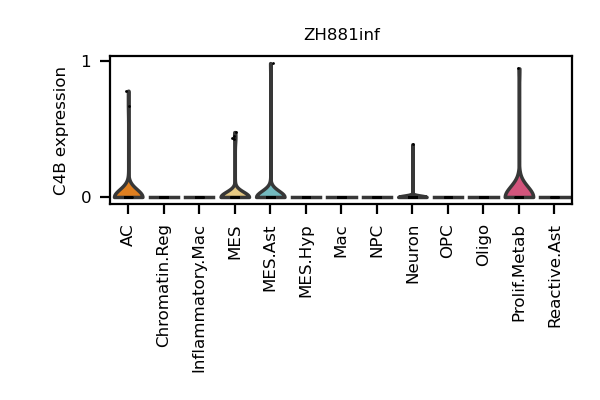 ZH881inf
C4B expression
1
0
AC
Chromatin.Reg
Inflammatory.Mac
MES
MES.Ast
MES.Hyp
Mac
NPC
Neuron
OPC
Oligo
Prolif.Metab
Reactive.Ast